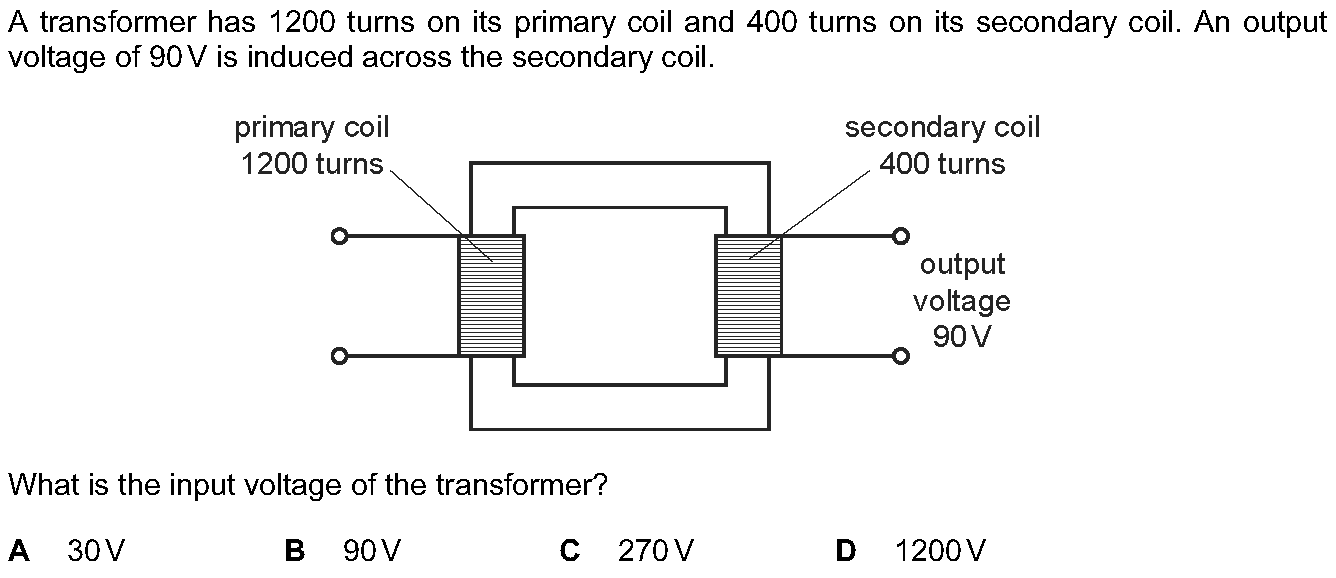 A transformer has 1200 turns on its primary coil and 400 turns on its secondary coil. An output
voltage of 90 V is induced across the secondary coil.
primary coil
1200 turns
secondary coil
400 turns
output
voltage
90 V
What is the input voltage of the transformer?
A 30 V B 90 V C 270 V D 1200 V